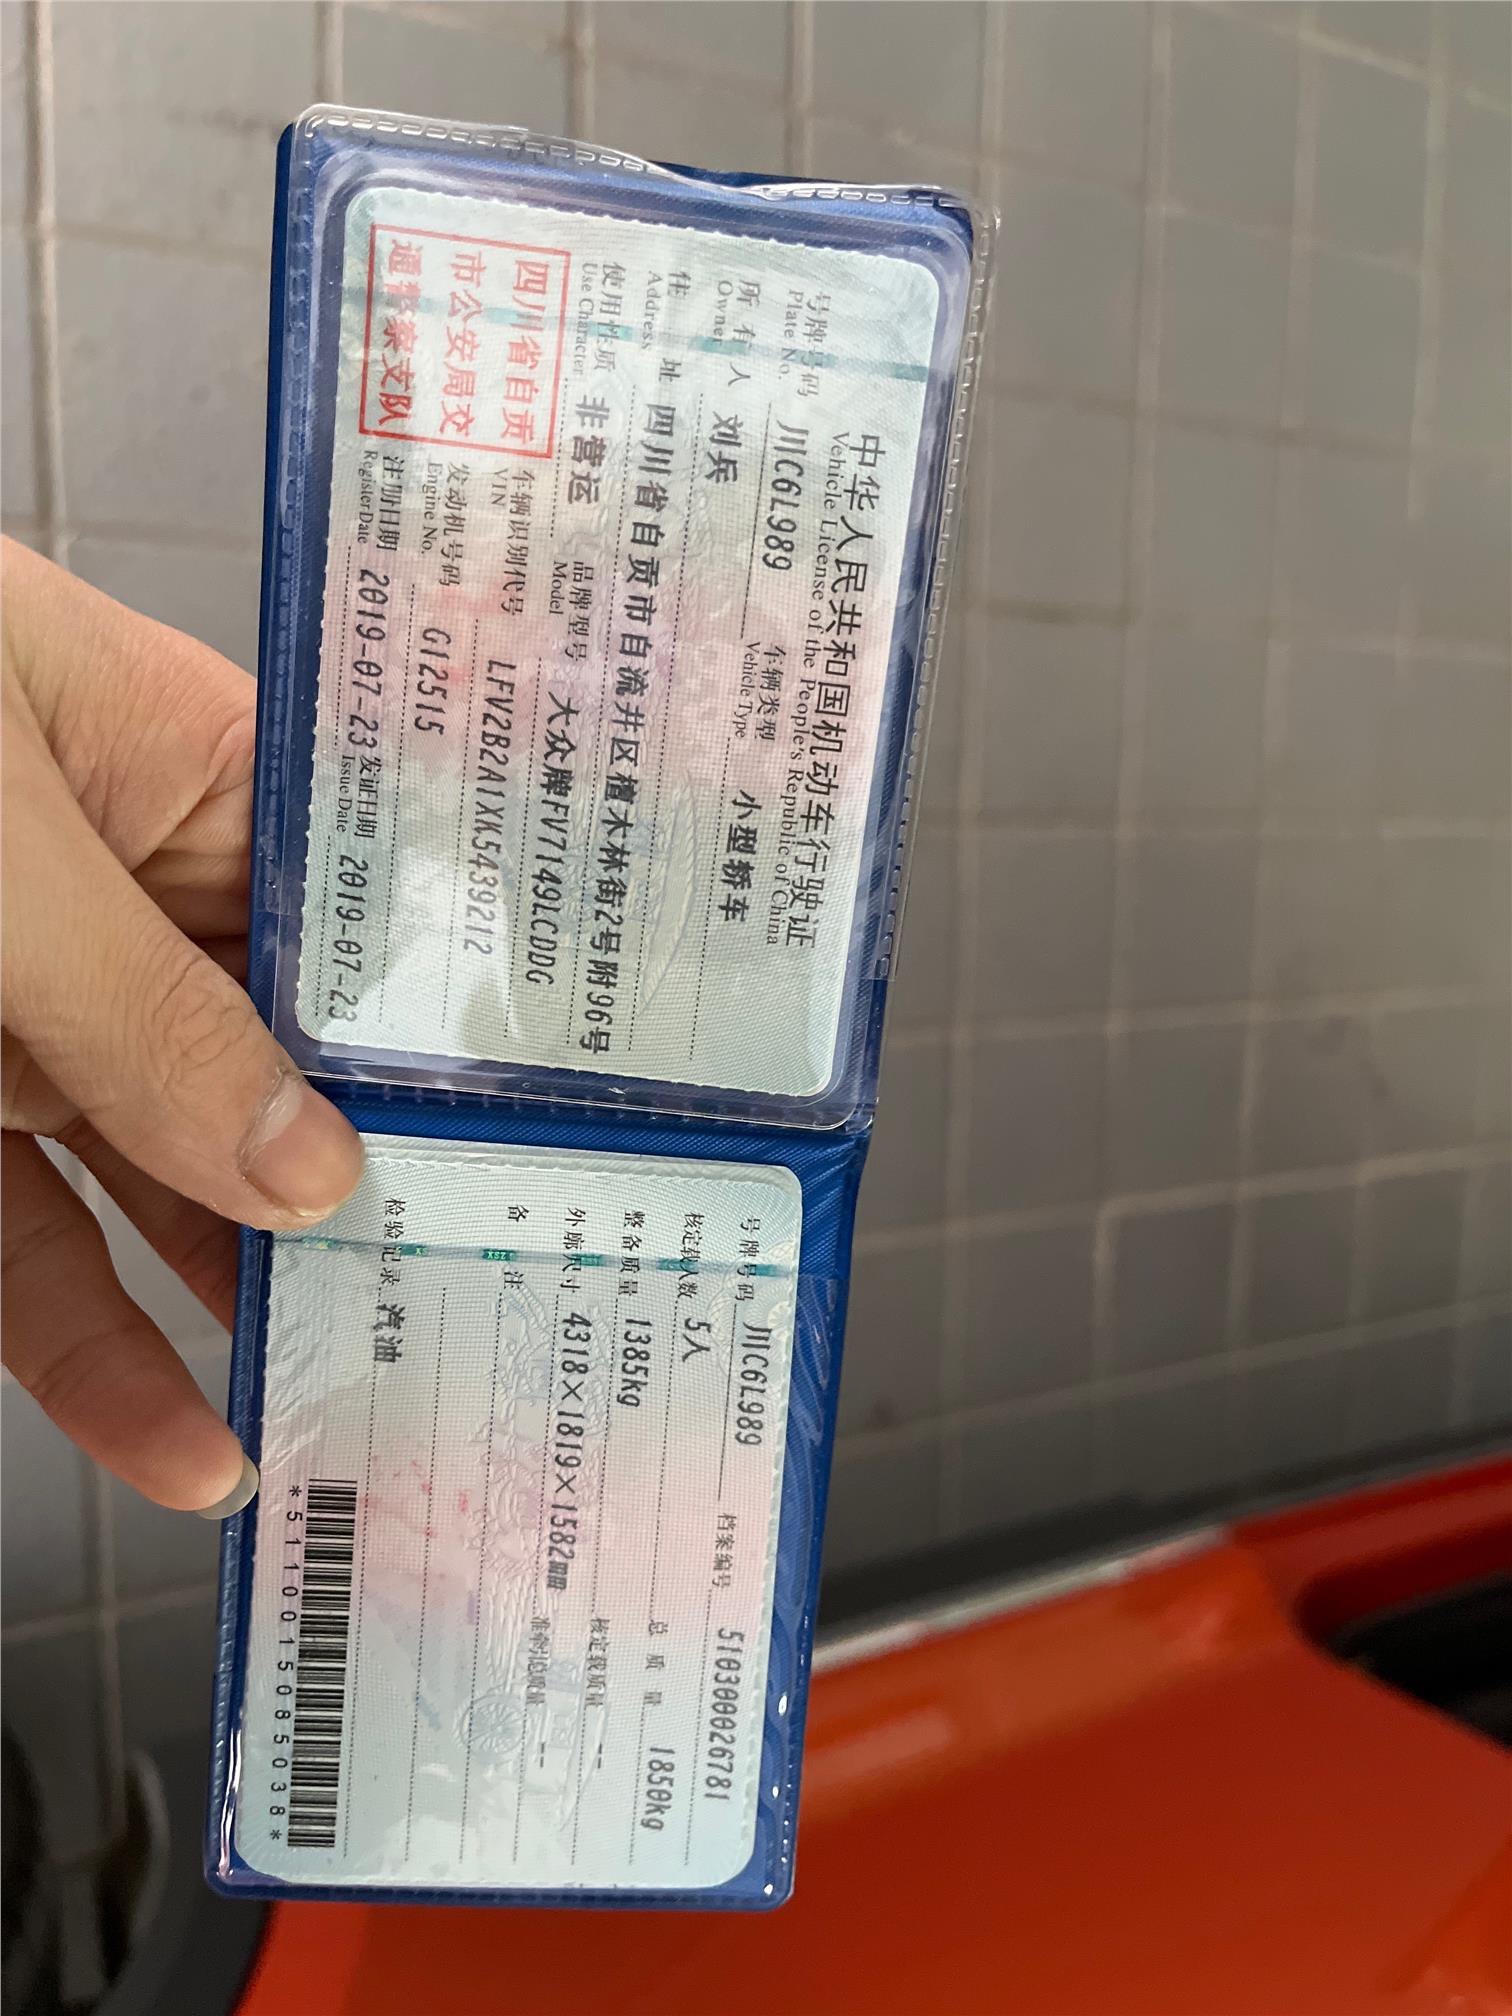 中华人民共和国机动车行驶证
Vehicle License of the People's Republic of China
号牌号码 川C6L989 车辆类型 小型轿车
Plate No. Vehicle Type
所有人 刘兵
Owner
住址 四川省自贡市自流井区檀木林街2号附96号
Address
使用性质 非营运 品牌型号 大众牌FV7149LCDDG
Use Character Model
四川省自贡
市公安局交
通警察支队
车辆识别代号 LFV2B2A1XK5439212
VIN
发动机号码 G12515
Engine No.
注册日期 2019-07-23 发证日期 2019-07-23
Register Date Issue Date
号牌号码 川C6L989 档案编号 510300026781
核定载人数 5人 总质量 1850kg
整备质量 1385kg 核定载质量 --
外廓尺寸 4318×1819×1582mm 准牵引总质量 --
备注
检验记录 汽油
*5110015085038*